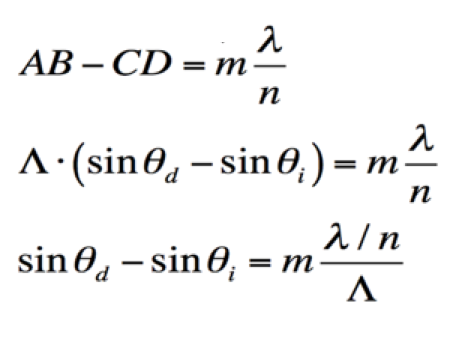 AB − CD = m λ/n
Λ · (sin θ_d − sin θ_i) = m λ/n
sin θ_d − sin θ_i = m (λ / n)/Λ